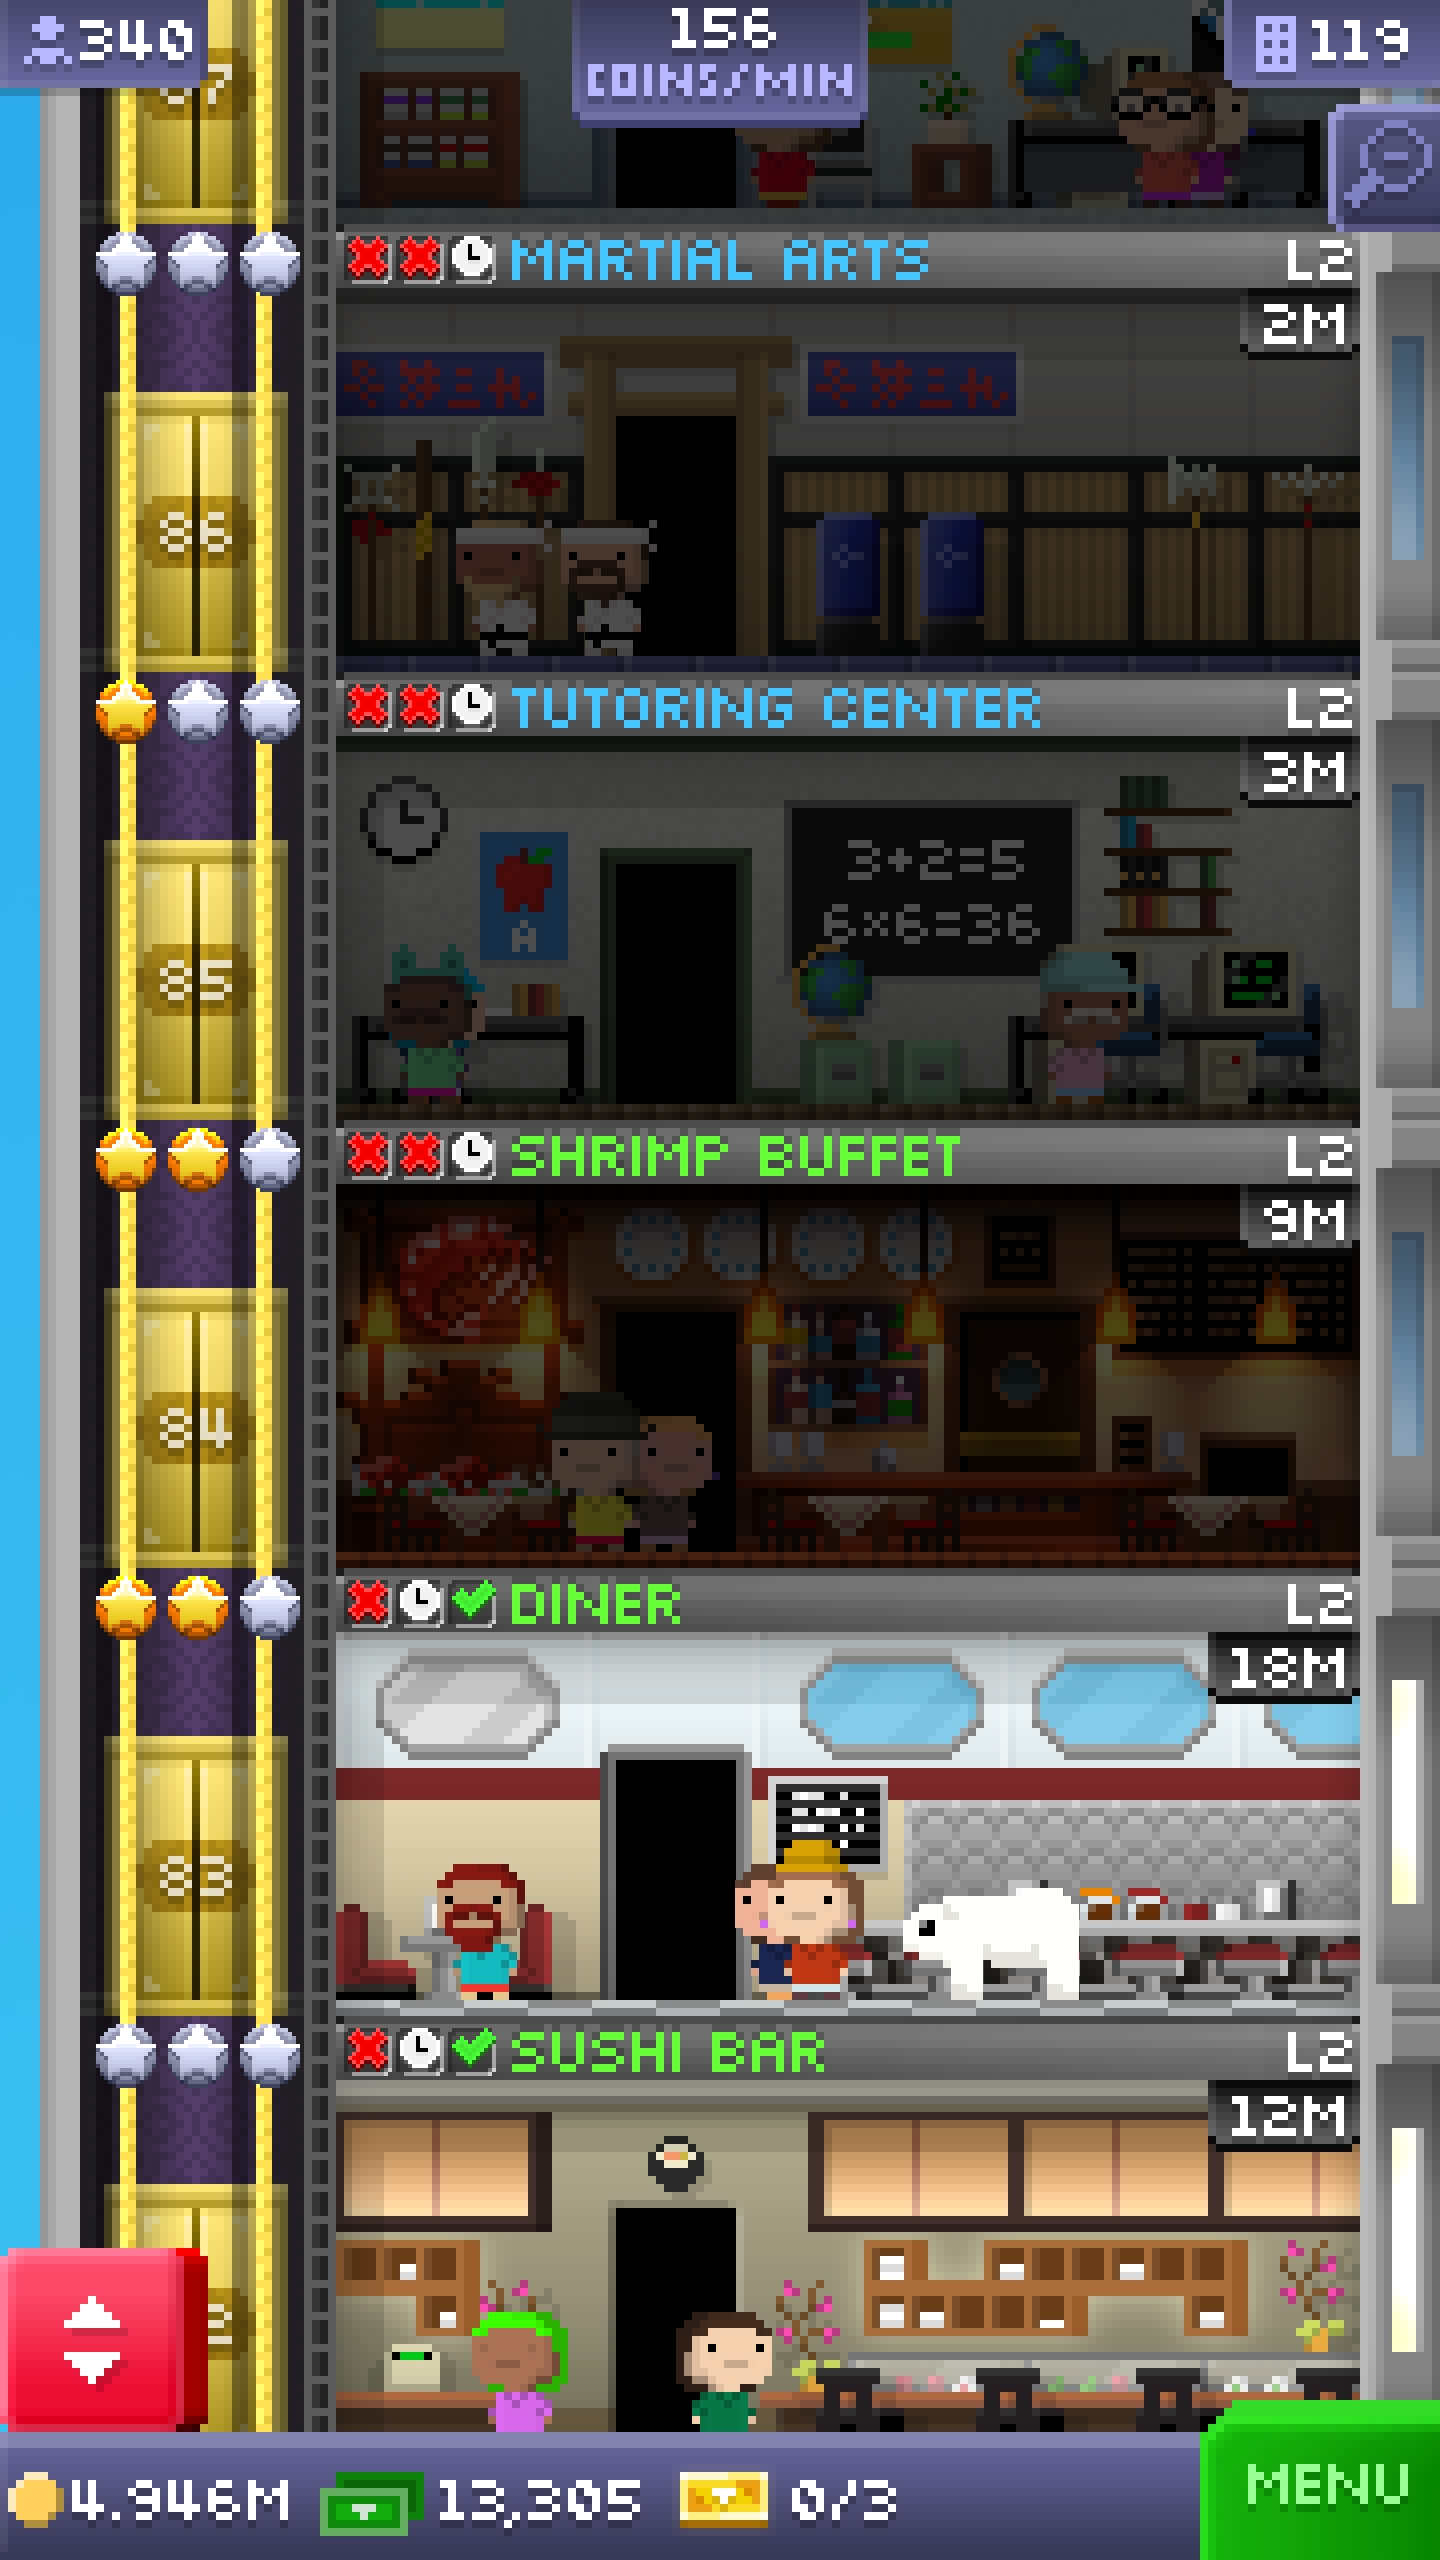 340
156
COINS/MIN
119
MARTIAL ARTS
L2
2M
86
TUTORING CENTER
L2
3M
3+2=5
6×6=36
A
85
SHRIMP BUFFET
L2
9M
84
DINER
L2
18M
83
SUSHI BAR
L2
12M
4.946M
13,305
0/3
MENU